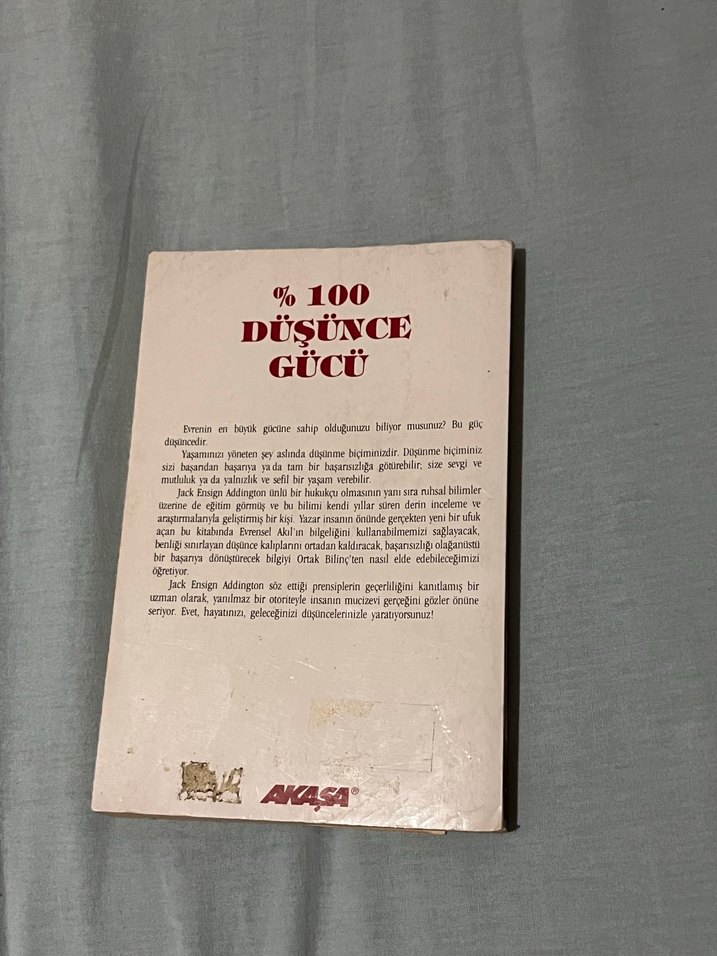 % 100
DÜŞÜNCE
GÜCÜ
Evrenin en büyük gücüne sahip olduğunuzu biliyor musunuz? Bu güç
düşüncedir.
Yaşamınızı yöneten şey aslında düşünme biçiminizdir. Düşünme biçiminiz
sizi başarıdan başarıya ya da tam bir başarısızlığa götürebilir; size sevgi ve
mutluluk ya da yalnızlık ve sefil bir yaşam verebilir.
Jack Ensign Addington ünlü bir hukukçu olmasının yanı sıra ruhsal bilimler
üzerine de eğitim görmüş ve bu bilimi kendi yıllar süren derin inceleme ve
araştırmalarıyla geliştirmiş bir kişi. Yazar insanın önünde gerçekten yeni bir ufuk
açan bu kitabında Evrensel Akıl'ın bilgeliğini kullanabilmemizi sağlayacak,
benliği sınırlayan düşünce kalıplarını ortadan kaldıracak, başarısızlığı olağanüstü
bir başarıya dönüştürecek bilgiyi Ortak Bilinç'ten nasıl elde edebileceğimizi
öğretiyor.
Jack Ensign Addington söz ettiği prensiplerin geçerliliğini kanıtlamış bir
uzman olarak, yanılmaz bir otoriteyle insanın mucizevi gerçeğini gözler önüne
seriyor. Evet, hayatınızı, geleceğinizi düşüncelerinizle yaratıyorsunuz!
AKAŞA®